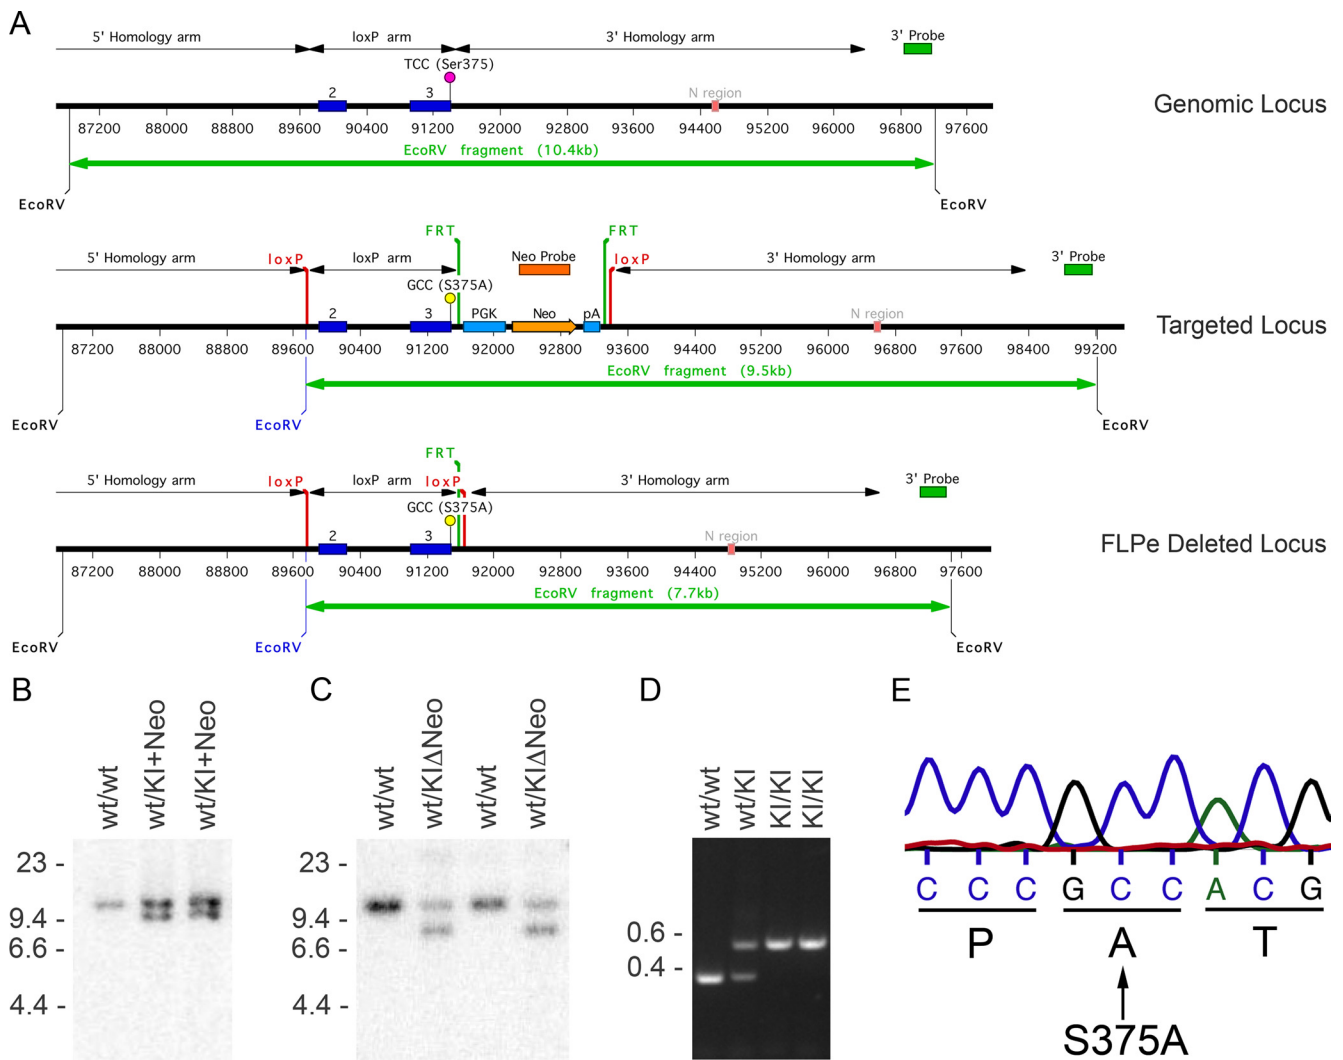 A
5' Homology arm loxP arm 3' Homology arm 3' Probe
TCC (Ser375)
2 3 N region
Genomic Locus
87200 88000 88800 89600 90400 91200 92000 92800 93600 94400 95200 96000 96800 97600
EcoRV fragment (10.4kb)
EcoRV EcoRV
FRT FRT
5' Homology arm loxP loxP arm Neo Probe loxP 3' Homology arm 3' Probe
GCC (S375A)
2 3 PGK Neo pA N region
Targeted Locus
87200 88000 88800 89600 90400 91200 92000 92800 93600 94400 95200 96000 96800 97600 98400 99200
EcoRV fragment (9.5kb)
EcoRV EcoRV EcoRV
FRT
5' Homology arm loxP loxP arm loxP 3' Homology arm 3' Probe
GCC (S375A)
2 3 N region
FLPe Deleted Locus
87200 88000 88800 89600 90400 91200 92000 92800 93600 94400 95200 96000 96800 97600
EcoRV fragment (7.7kb)
EcoRV EcoRV EcoRV
B
wt/wt
wt/KI+Neo
wt/KI+Neo
23 -
9.4 -
6.6 -
4.4 -
C
wt/wt
wt/KIΔNeo
wt/wt
wt/KIΔNeo
23 -
9.4 -
6.6 -
4.4 -
D
wt/wt
wt/KI
KI/KI
KI/KI
0.6 -
0.4 -
E
C C C G C C A C G
P A T
S375A